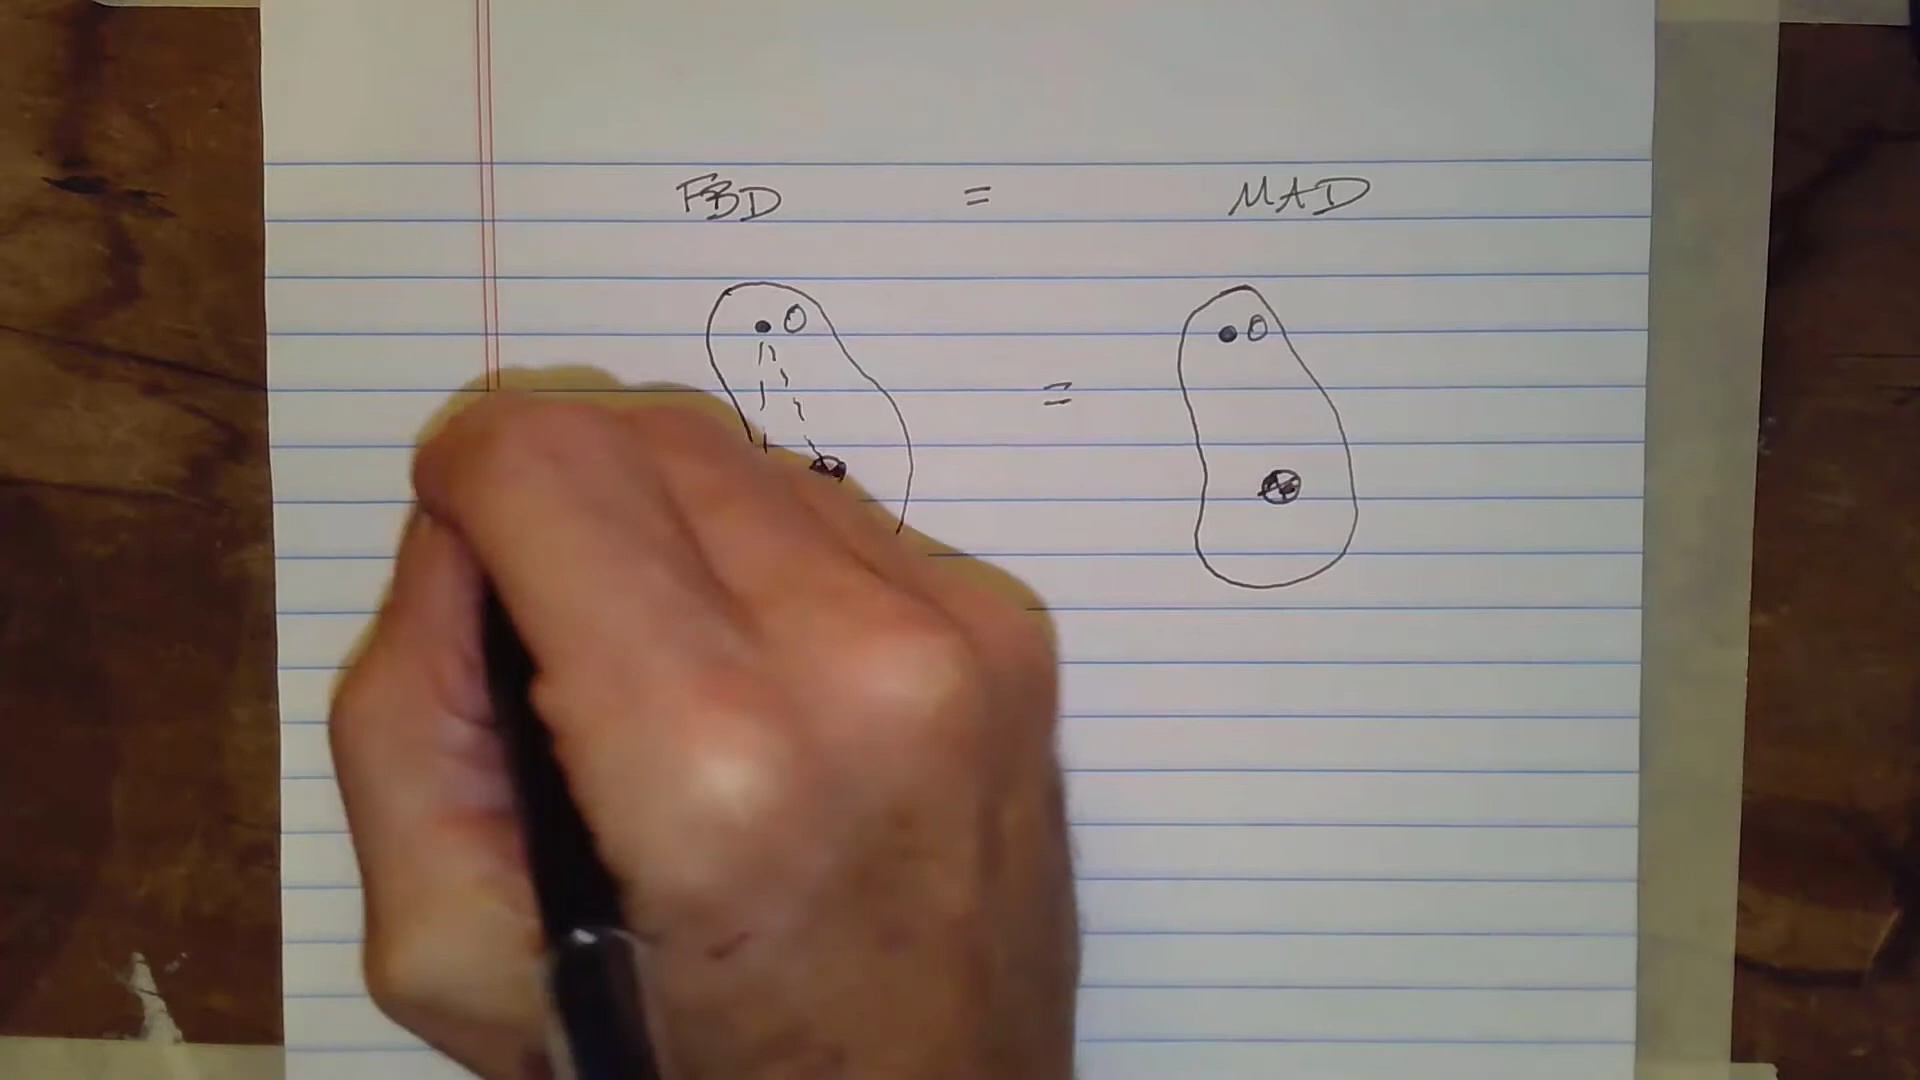 FBD = MAD
O O
=